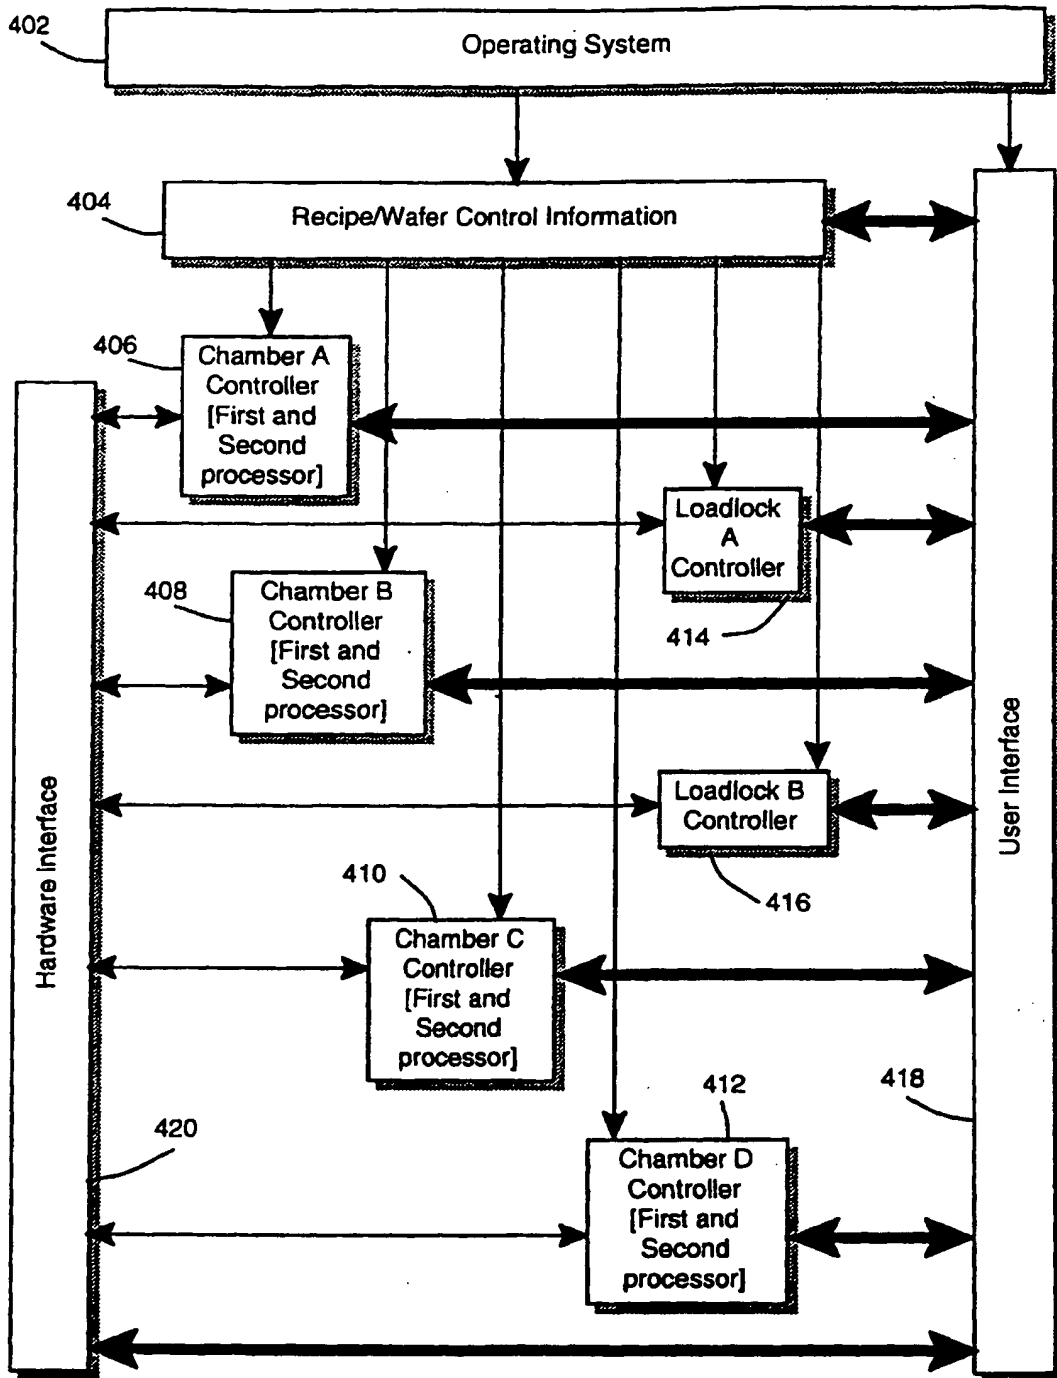 402
Operating System
404
Recipe/Wafer Control Information
406
Chamber A
Controller
[First and
Second
processor]
Loadlock
A
Controller
414
408
Chamber B
Controller
[First and
Second
processor]
Hardware Interface
User Interface
Loadlock B
Controller
416
410
Chamber C
Controller
[First and
Second
processor]
418
412
420
Chamber D
Controller
[First and
Second
processor]